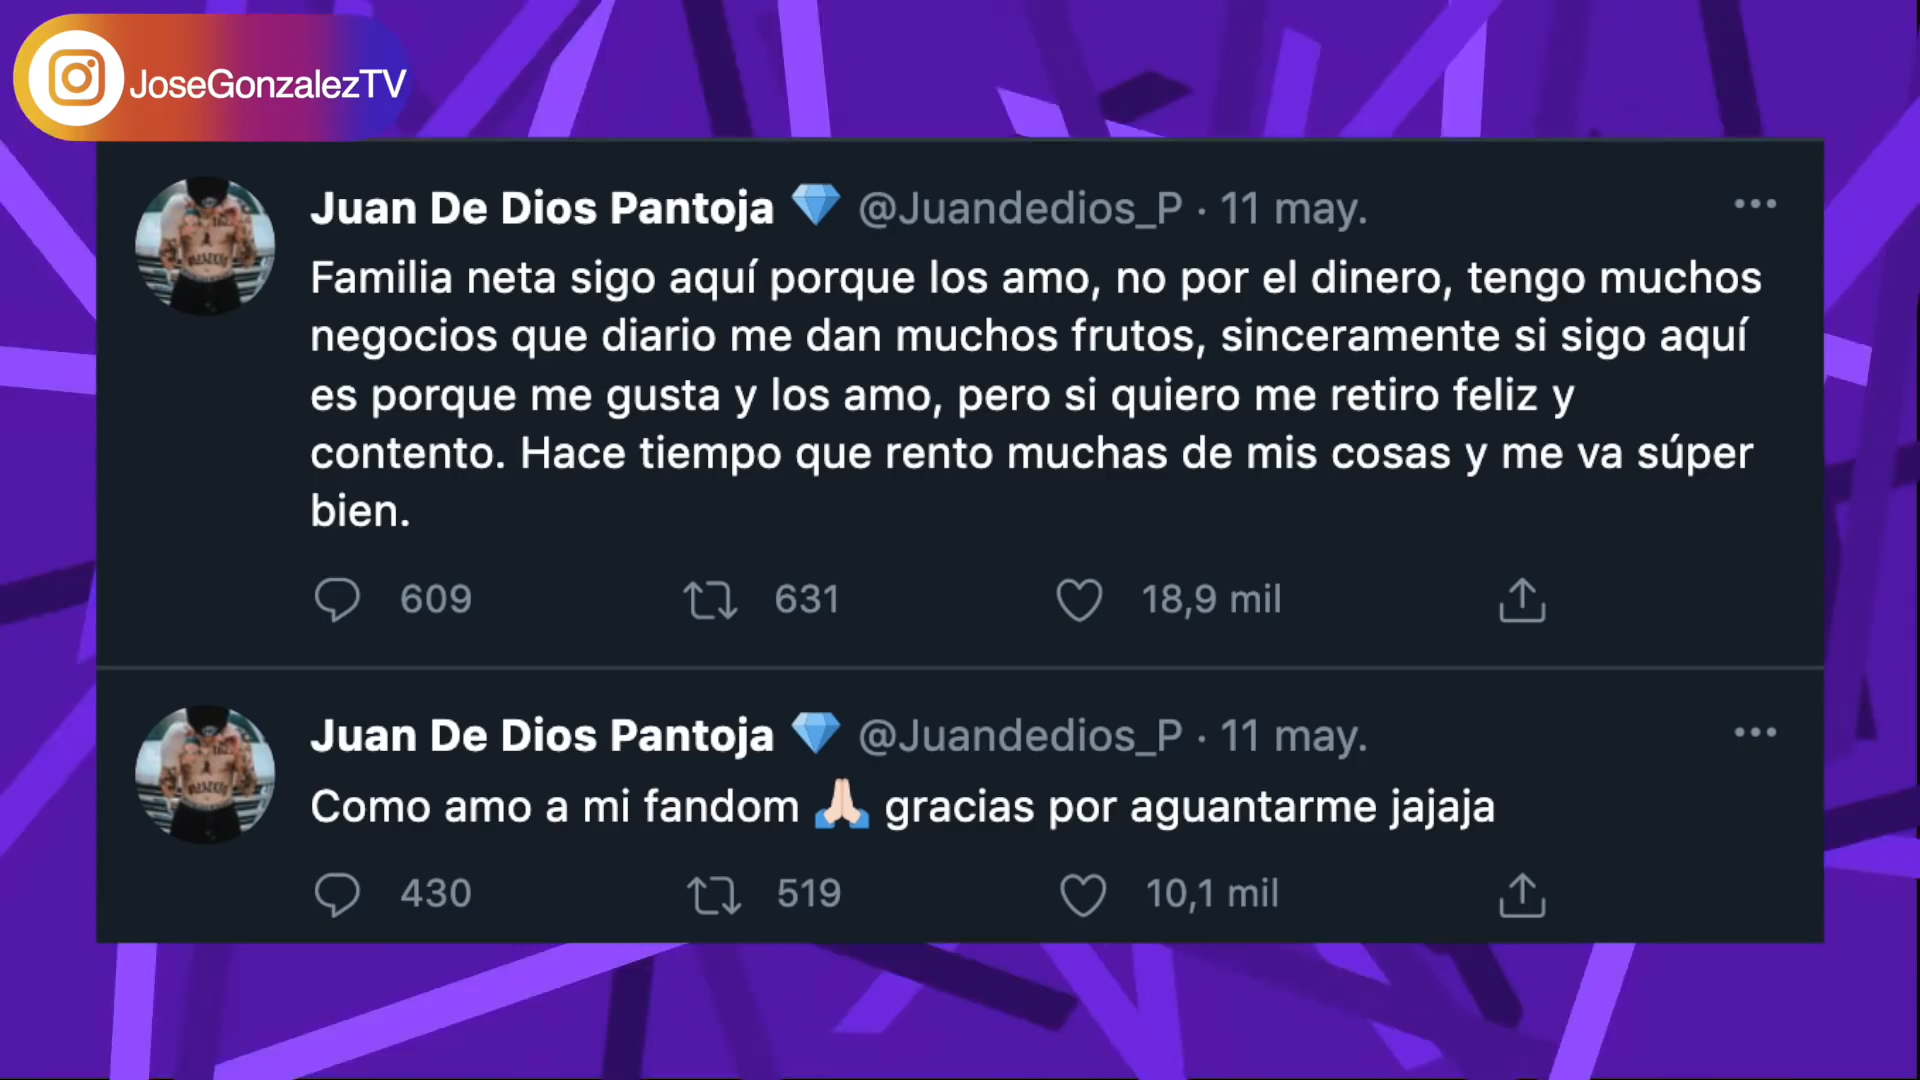 JoseGonzalezTV
Juan De Dios Pantoja 💎 @Juandedios_P · 11 may.
Familia neta sigo aquí porque los amo, no por el dinero, tengo muchos
negocios que diario me dan muchos frutos, sinceramente si sigo aquí
es porque me gusta y los amo, pero si quiero me retiro feliz y
contento. Hace tiempo que rento muchas de mis cosas y me va súper
bien.
609 631 18,9 mil
Juan De Dios Pantoja 💎 @Juandedios_P · 11 may.
Como amo a mi fandom 🙏🏻 gracias por aguantarme jajaja
430 519 10,1 mil